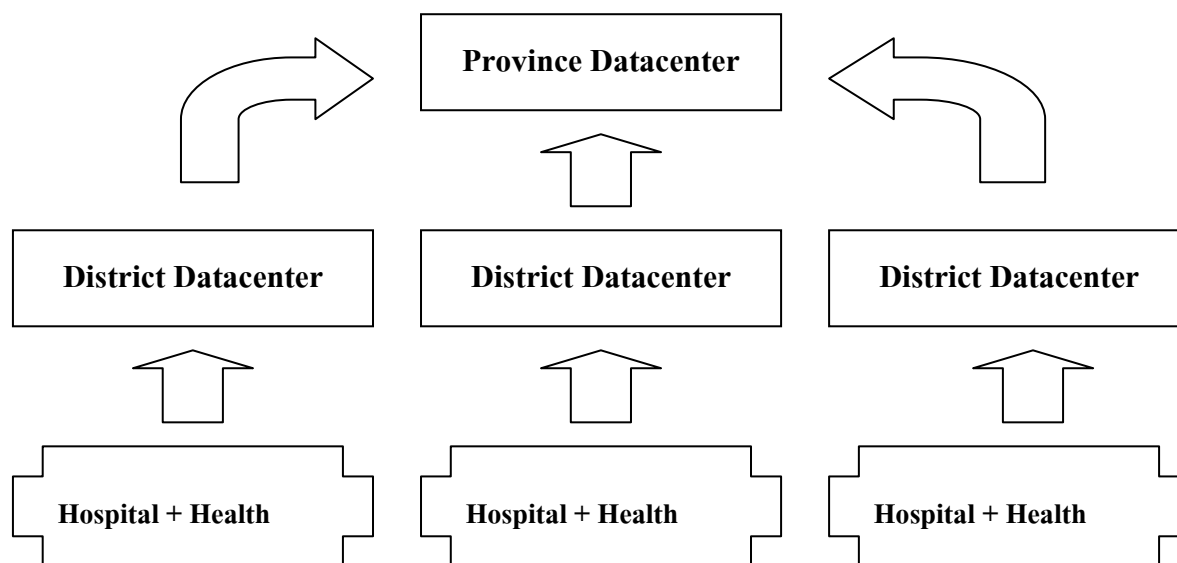 Province Datacenter
District Datacenter
District Datacenter
District Datacenter
Hospital + Health
Hospital + Health
Hospital + Health